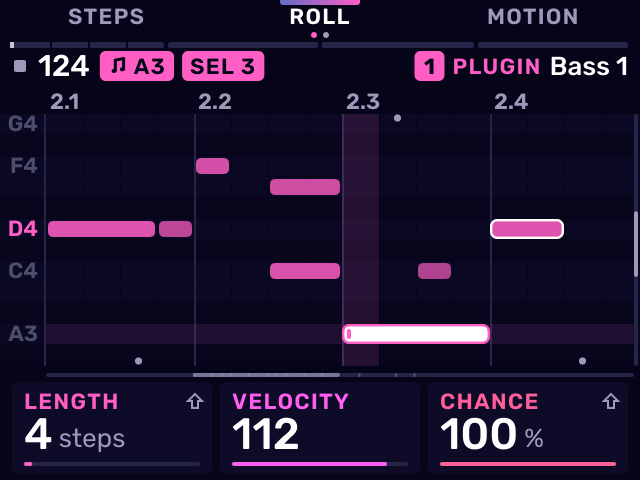 STEPS ROLL MOTION
124 A3 SEL 3 1 PLUGIN Bass 1
2.1 2.2 2.3 2.4
G4
F4
D4
C4
A3
LENGTH VELOCITY CHANCE
4 steps 112 100 %